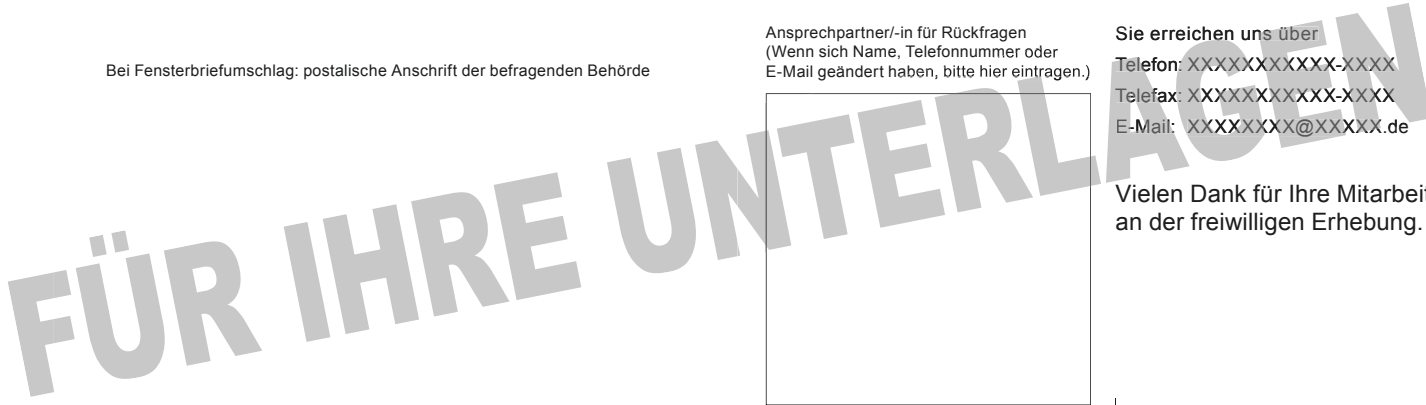 Bei Fensterbriefumschlag: postalische Anschrift der befragenden Behörde
Ansprechpartner/-in für Rückfragen
(Wenn sich Name, Telefonnummer oder
E-Mail geändert haben, bitte hier eintragen.)
Sie erreichen uns über
Telefon: XXXXXXXXXXX-XXXX
Telefax: XXXXXXXXXXX-XXXX
E-Mail: XXXXXXXX@XXXXX.de
Vielen Dank für Ihre Mitarbeit
an der freiwilligen Erhebung.
FÜR IHRE UNTERLAGEN